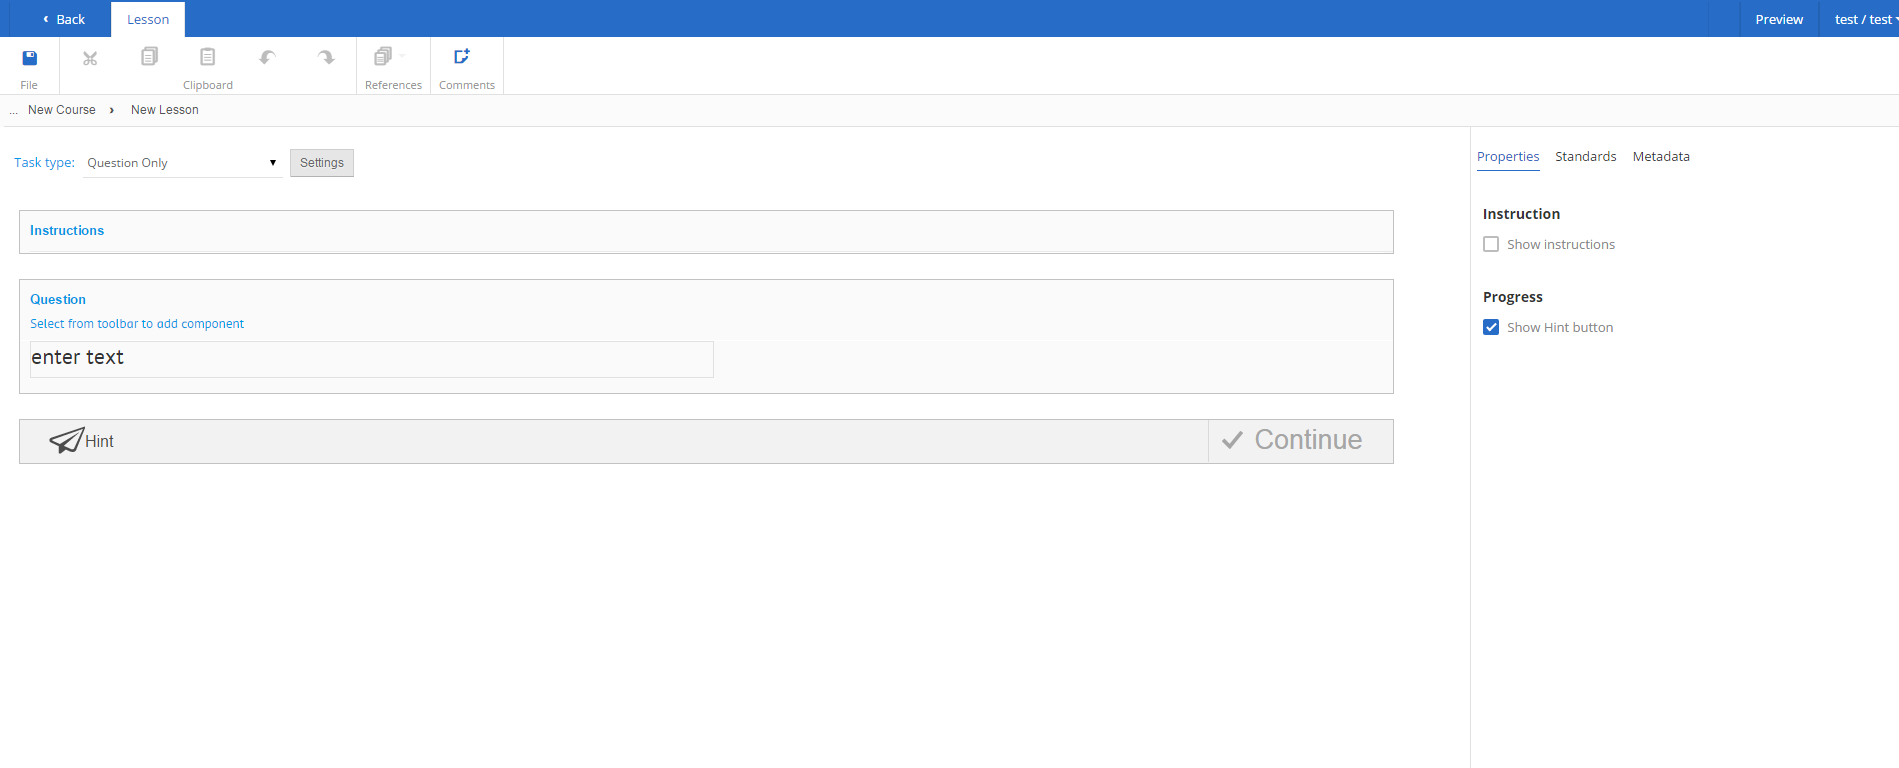 Back Lesson Preview test / test
File Clipboard References Comments
... New Course › New Lesson
Task type: Question Only Settings
Properties Standards Metadata
Instructions
Question
Select from toolbar to add component
enter text
Hint Continue
Instruction
Show instructions
Progress
Show Hint button